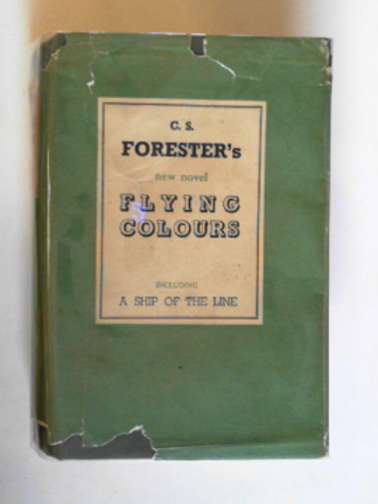 C. S.
FORESTER's
new novel
FLYING
COLOURS
INCLUDING
A SHIP OF THE LINE